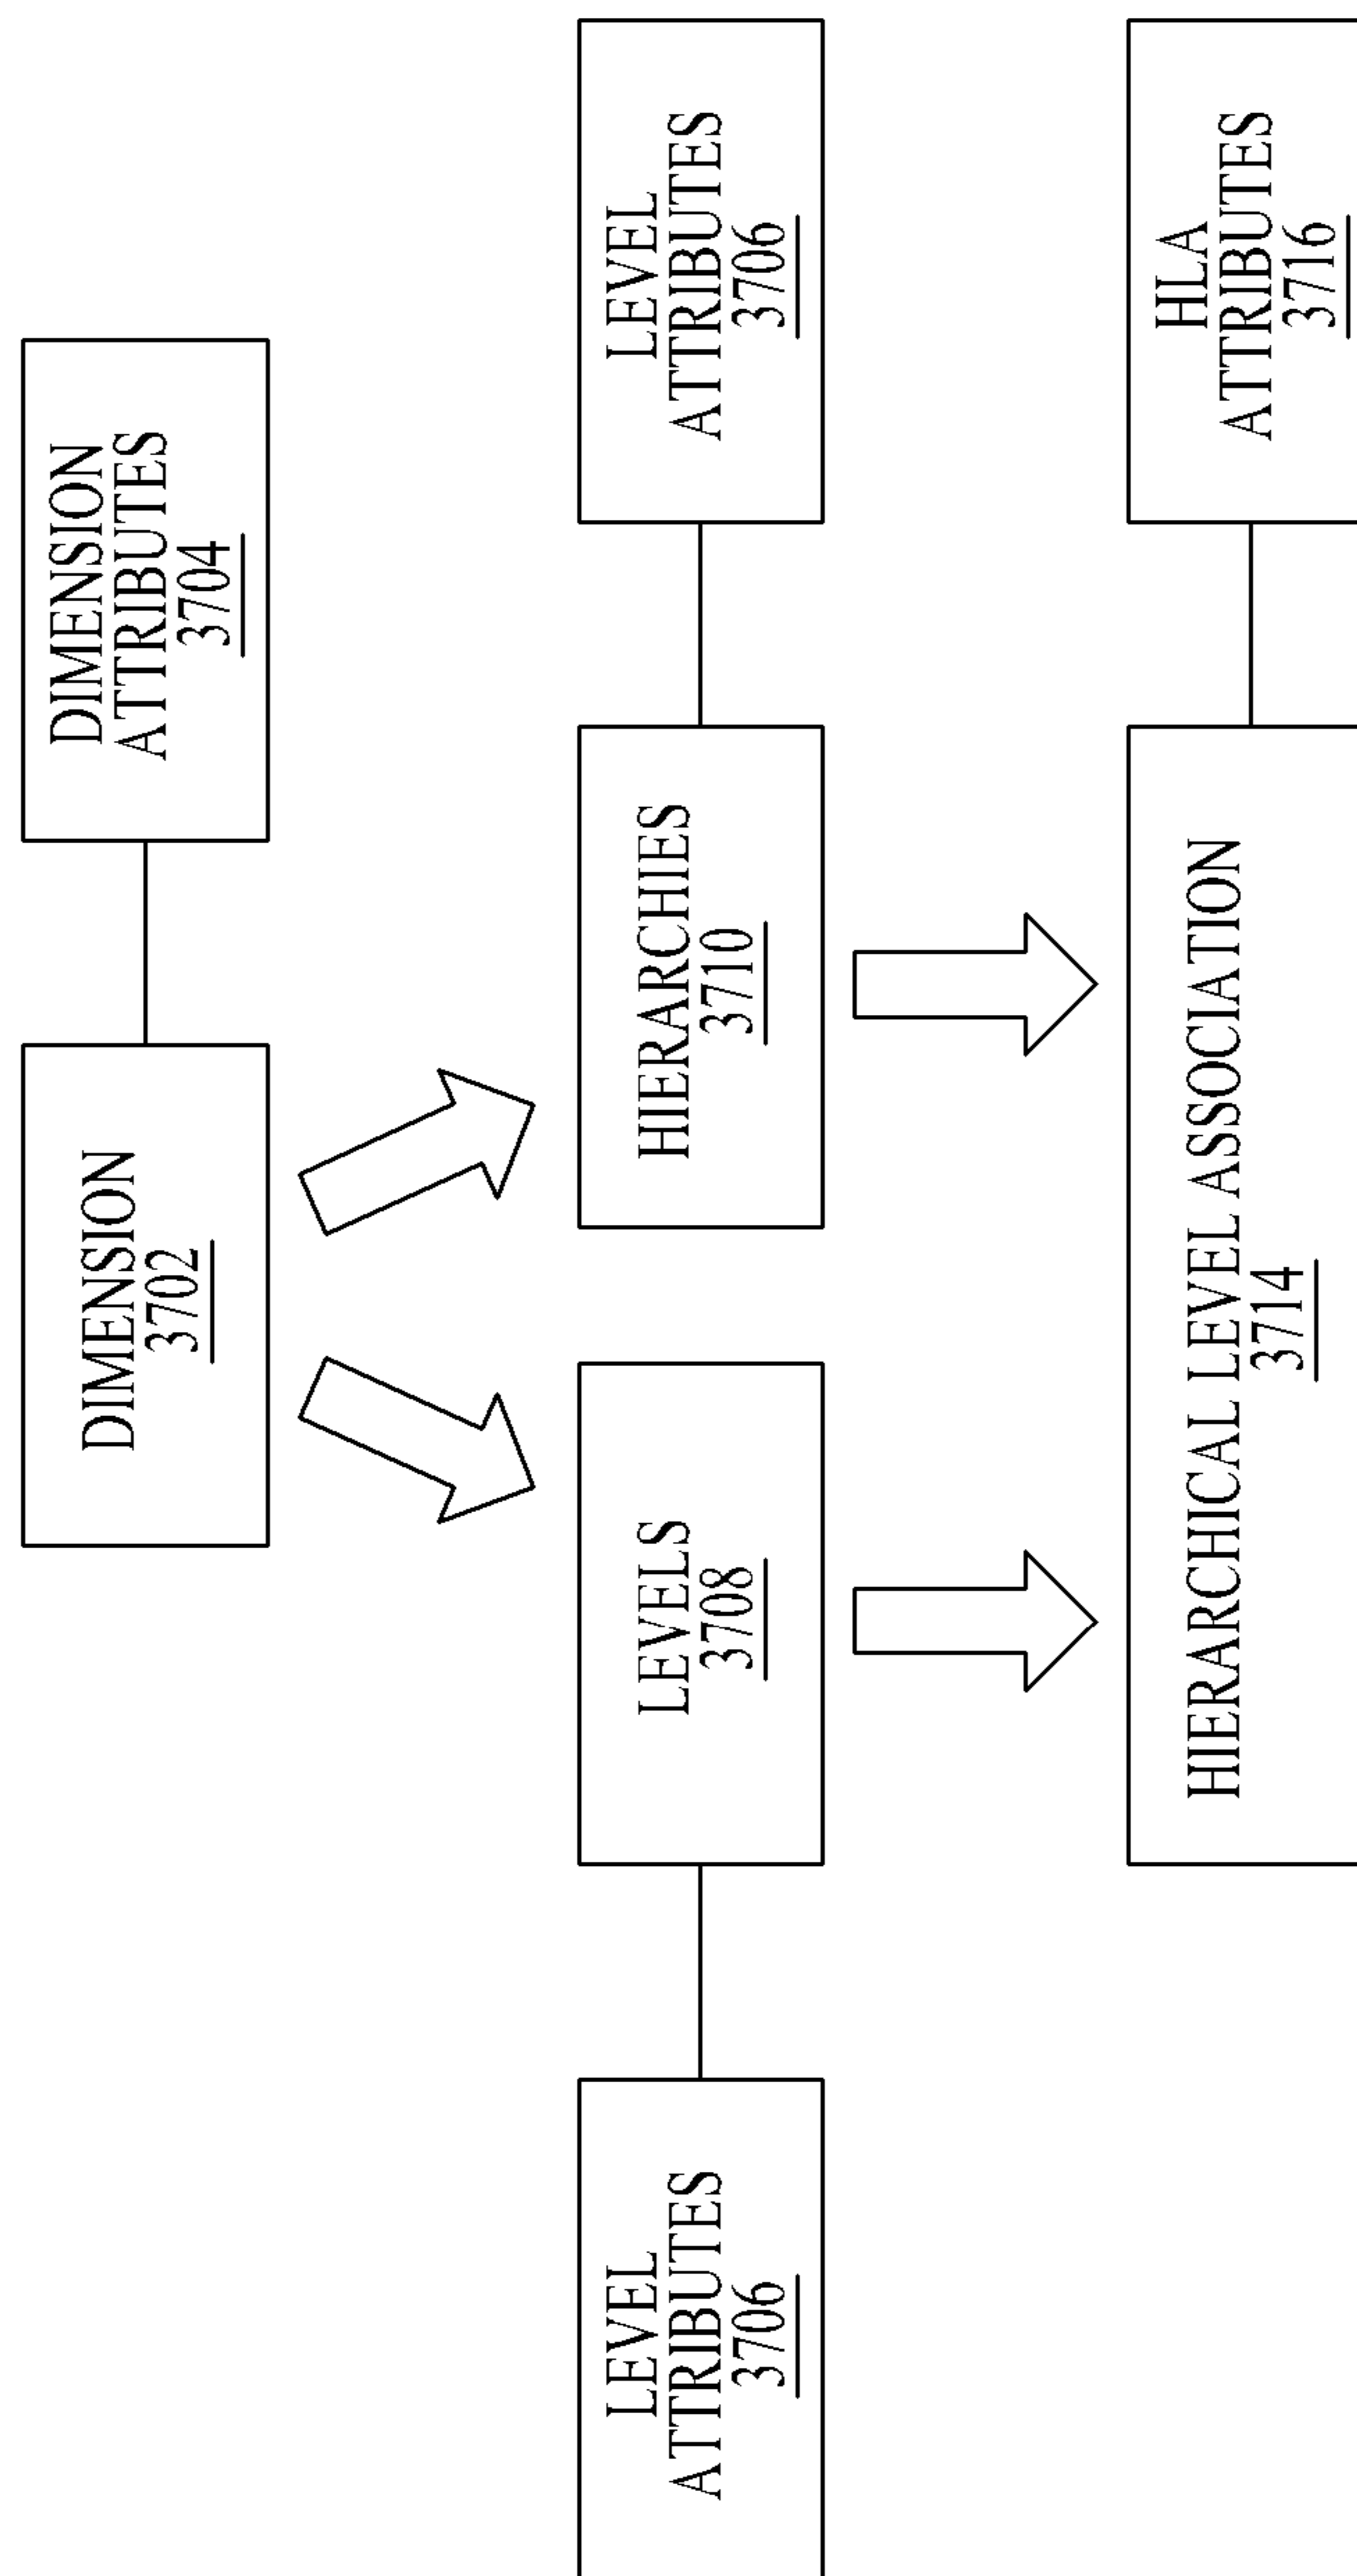 DIMENSION
3702
DIMENSION
ATTRIBUTES
3704
LEVEL
ATTRIBUTES
3706
LEVELS
3708
HIERARCHIES
3710
LEVEL
ATTRIBUTES
3706
HIERARCHICAL LEVEL ASSOCIATION
3714
HLA
ATTRIBUTES
3716